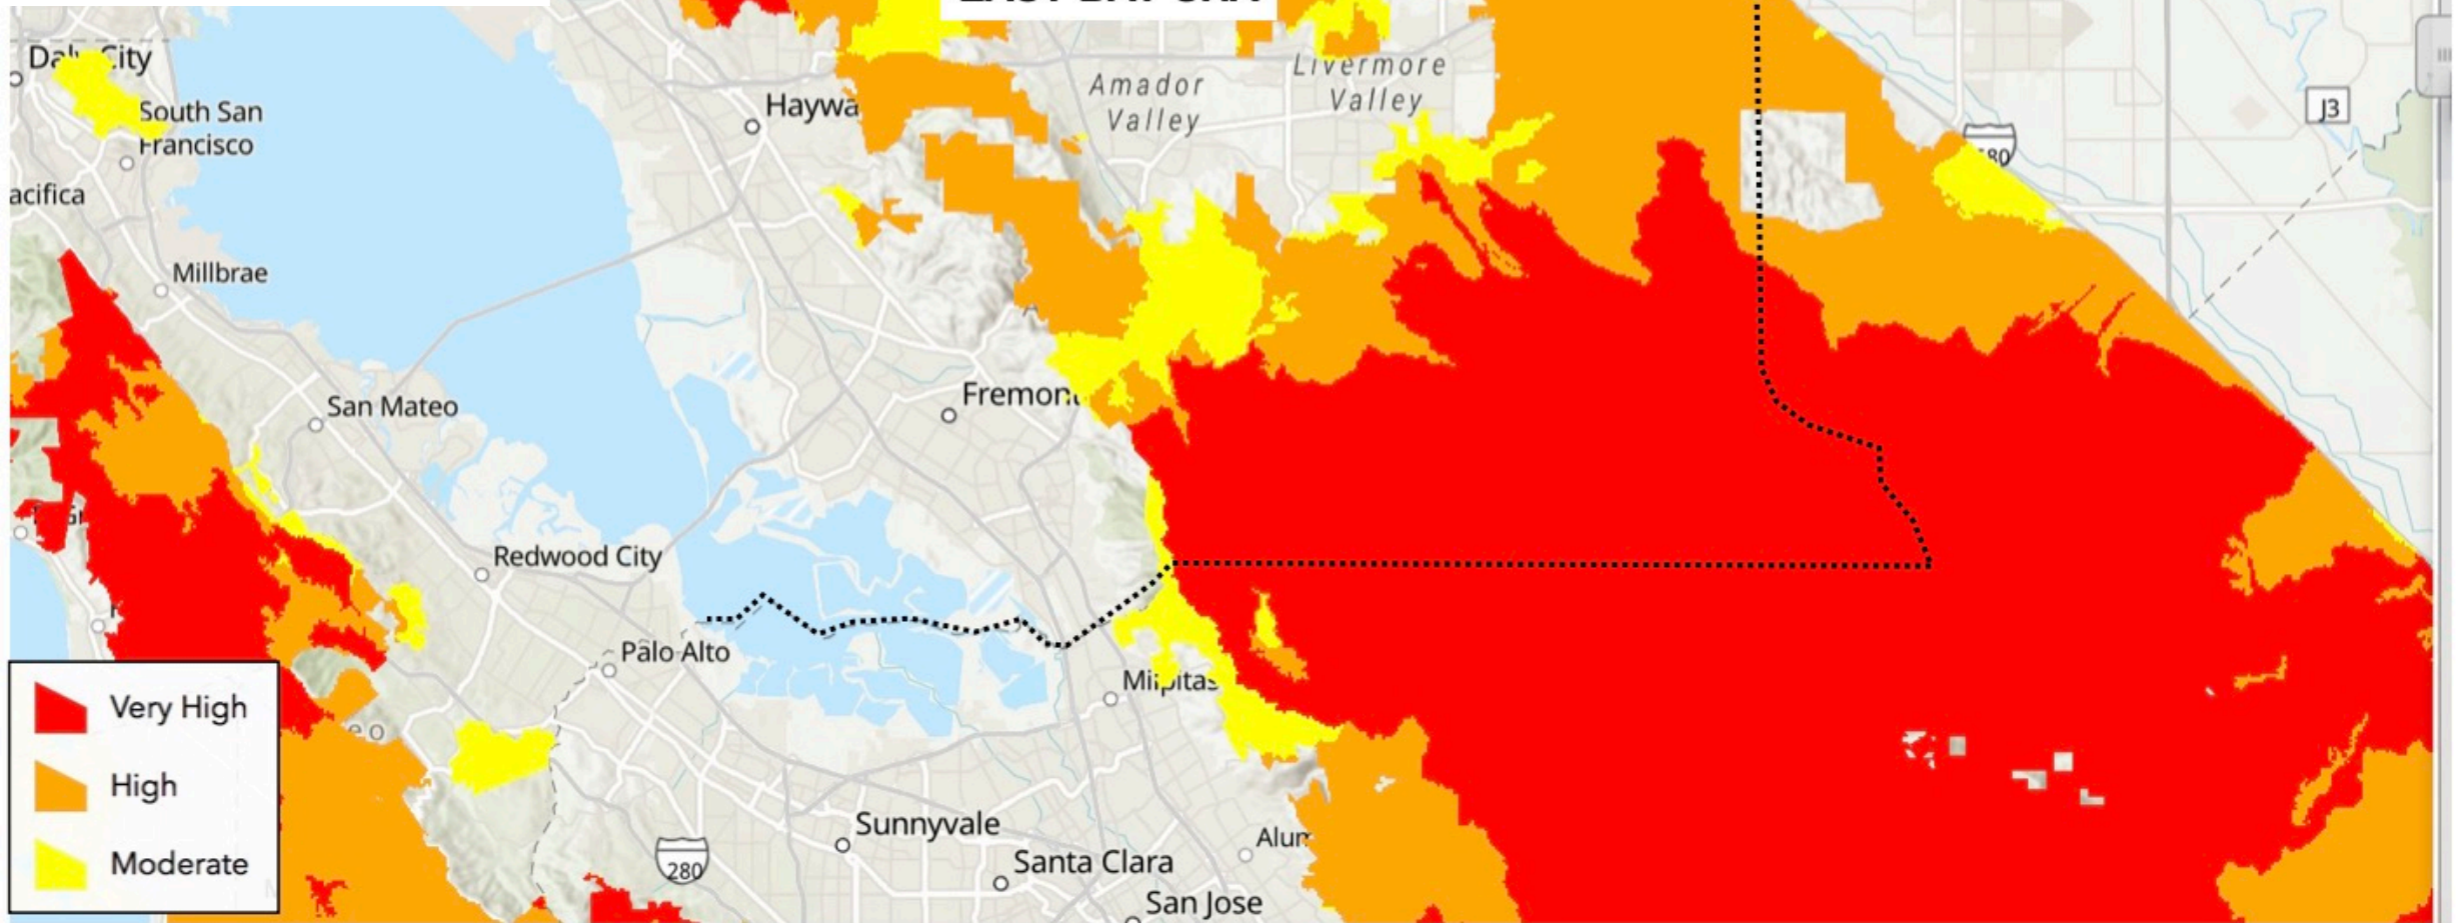 Daly City
South San
Francisco
acifica
Millbrae
San Mateo
Redwood City
Palo Alto
Haywa
Amador
Valley
Livermore
Valley
Fremont
Milpitas
Sunnyvale
Santa Clara
San Jose
Alum
280
J3
Very High
High
Moderate